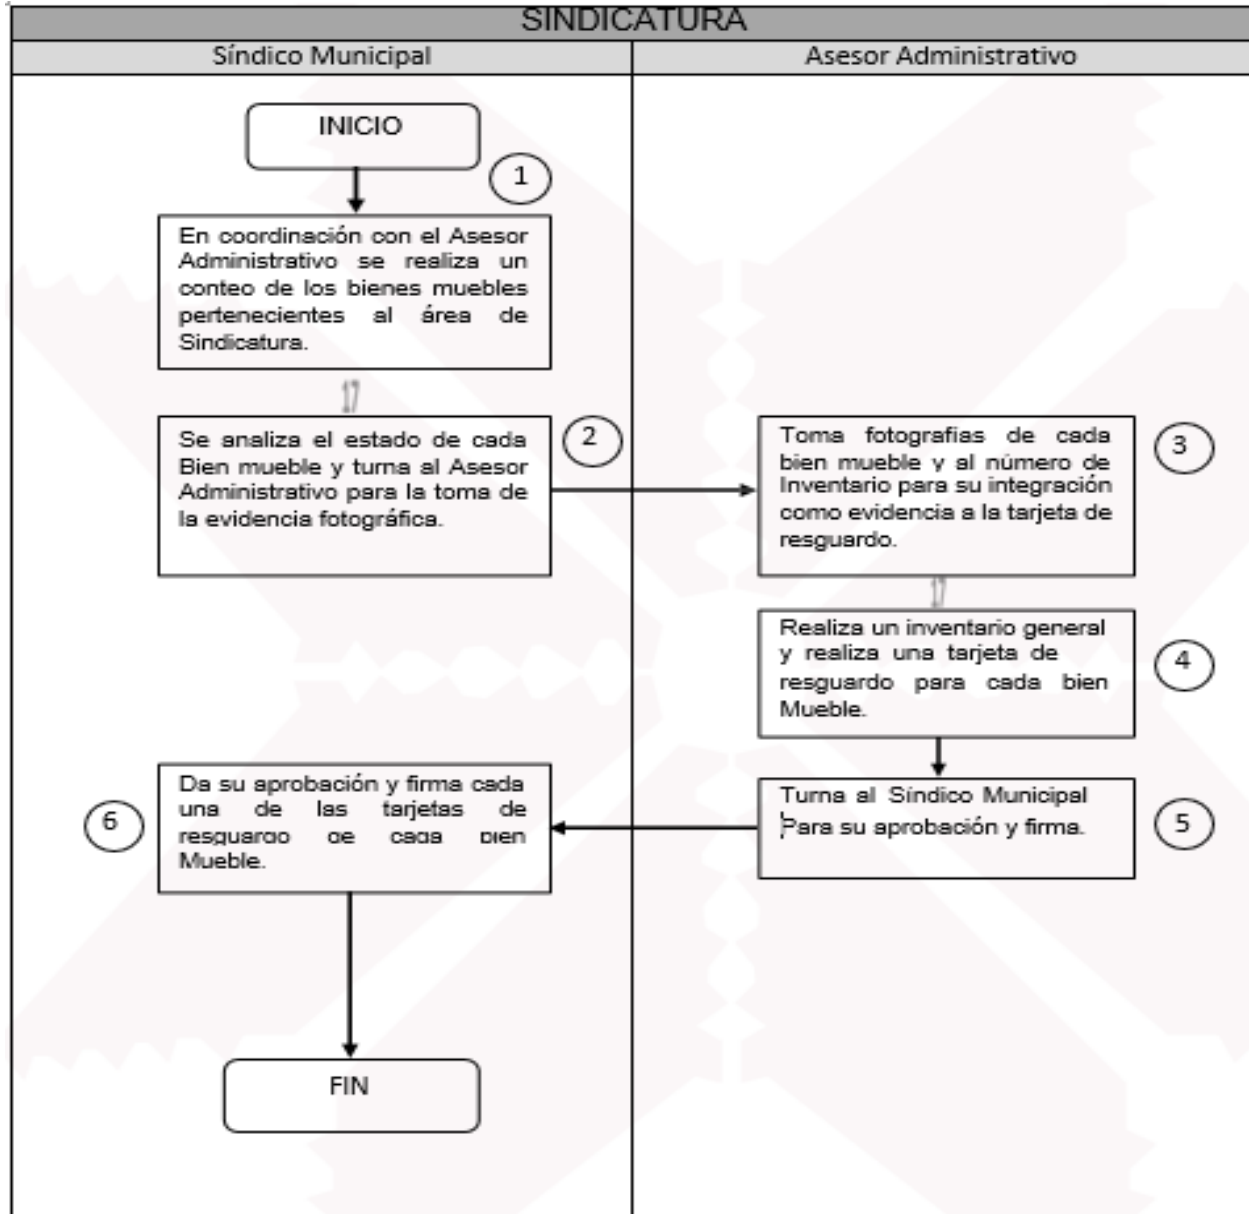 SINDICATURA
Síndico Municipal
Asesor Administrativo
INICIO
1
En coordinación con el Asesor
Administrativo se realiza un
conteo de los bienes muebles
pertenecientes al área de
Sindicatura.
17
Se analiza el estado de cada
Bien mueble y turna al Asesor
Administrativo para la toma de
la evidencia fotográfica.
2
Toma fotografías de cada
bien mueble y al número de
Inventario para su integración
como evidencia a la tarjeta de
resguardo.
3
17
Realiza un inventario general
y realiza una tarjeta de
resguardo para cada bien
Mueble.
4
Turna al Síndico Municipal
Para su aprobación y firma.
5
Da su aprobación y firma cada
una de las tarjetas de
resguardo de cada bien
Mueble.
6
FIN